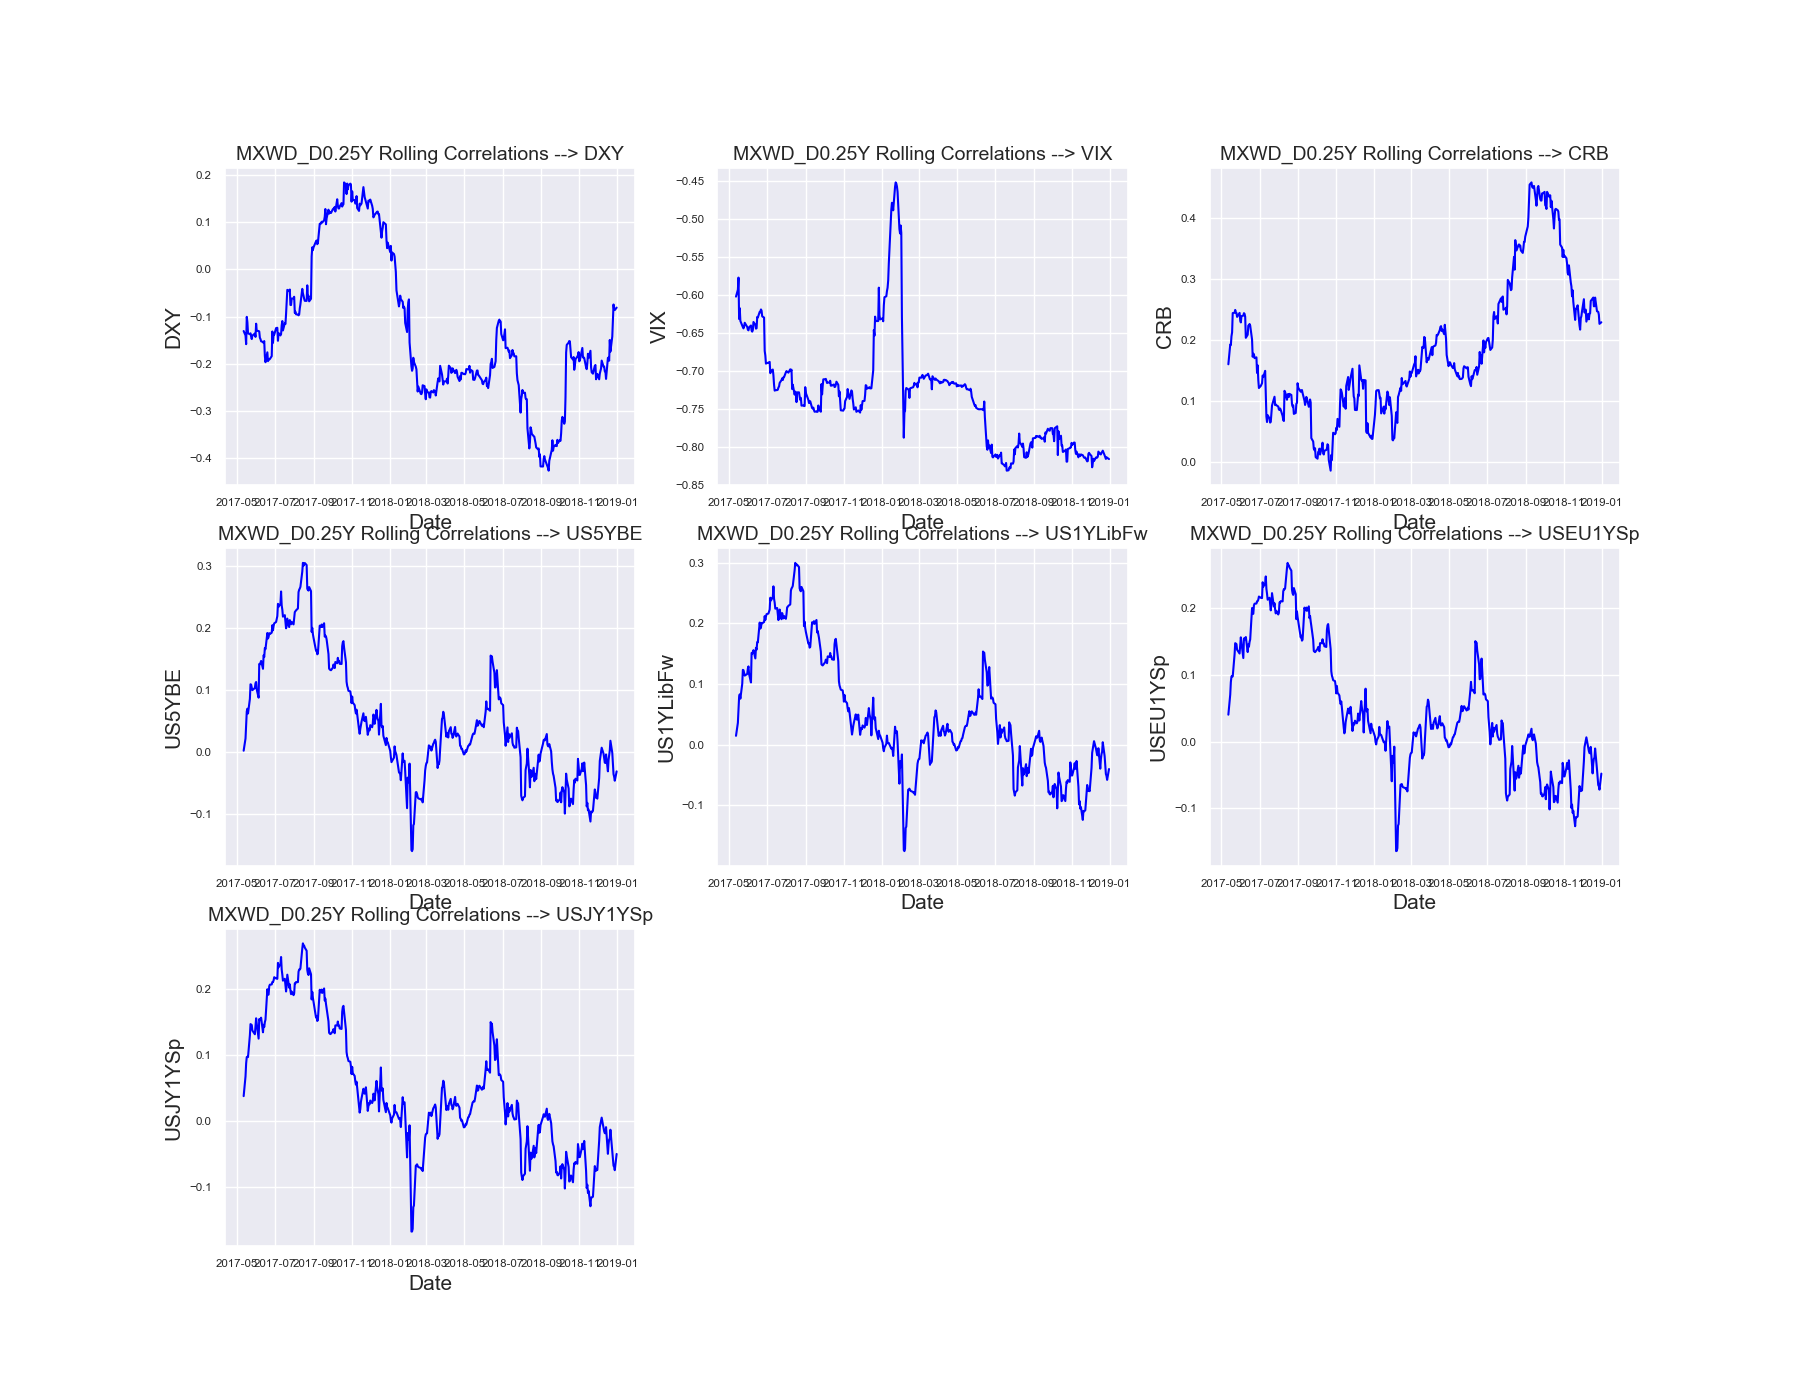 MXWD_D0.25Y Rolling Correlations --> DXY
DXY
0.2
0.1
0.0
−0.1
−0.2
−0.3
−0.4
2017-05 2017-07 2017-09 2017-11 2018-01 2018-03 2018-05 2018-07 2018-09 2018-11 2019-01
Date
MXWD_D0.25Y Rolling Correlations --> VIX
VIX
−0.45
−0.50
−0.55
−0.60
−0.65
−0.70
−0.75
−0.80
−0.85
2017-05 2017-07 2017-09 2017-11 2018-01 2018-03 2018-05 2018-07 2018-09 2018-11 2019-01
Date
MXWD_D0.25Y Rolling Correlations --> CRB
CRB
0.4
0.3
0.2
0.1
0.0
2017-05 2017-07 2017-09 2017-11 2018-01 2018-03 2018-05 2018-07 2018-09 2018-11 2019-01
Date
MXWD_D0.25Y Rolling Correlations --> US5YBE
US5YBE
0.3
0.2
0.1
0.0
−0.1
2017-05 2017-07 2017-09 2017-11 2018-01 2018-03 2018-05 2018-07 2018-09 2018-11 2019-01
Date
MXWD_D0.25Y Rolling Correlations --> US1YLibFw
US1YLibFw
0.3
0.2
0.1
0.0
−0.1
2017-05 2017-07 2017-09 2017-11 2018-01 2018-03 2018-05 2018-07 2018-09 2018-11 2019-01
Date
MXWD_D0.25Y Rolling Correlations --> USEU1YSp
USEU1YSp
0.2
0.1
0.0
−0.1
2017-05 2017-07 2017-09 2017-11 2018-01 2018-03 2018-05 2018-07 2018-09 2018-11 2019-01
Date
MXWD_D0.25Y Rolling Correlations --> USJY1YSp
USJY1YSp
0.2
0.1
0.0
−0.1
2017-05 2017-07 2017-09 2017-11 2018-01 2018-03 2018-05 2018-07 2018-09 2018-11 2019-01
Date